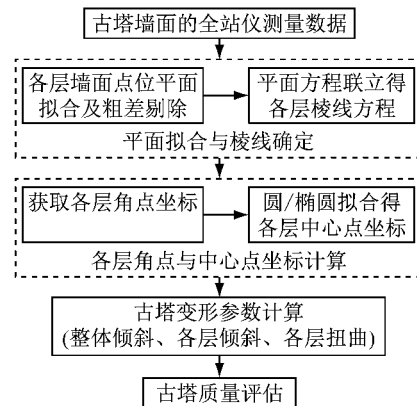 古塔墙面的全站仪测量数据
各层墙面点位平面
拟合及粗差剔除
平面方程联立得
各层棱线方程
平面拟合与棱线确定
获取各层角点坐标
圆/椭圆拟合得
各层中心点坐标
各层角点与中心点坐标计算
古塔变形参数计算
(整体倾斜、各层倾斜、各层扭曲)
古塔质量评估